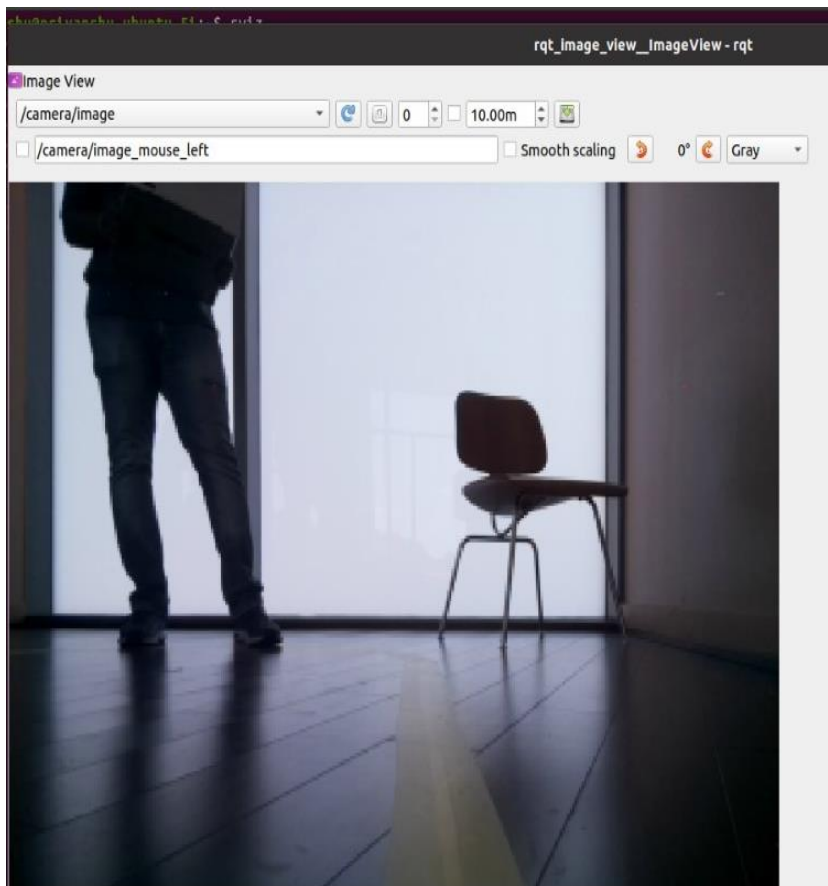 rqt_image_view__ImageView - rqt
Image View
/camera/image
0
10.00m
/camera/image_mouse_left
Smooth scaling
0°
Gray